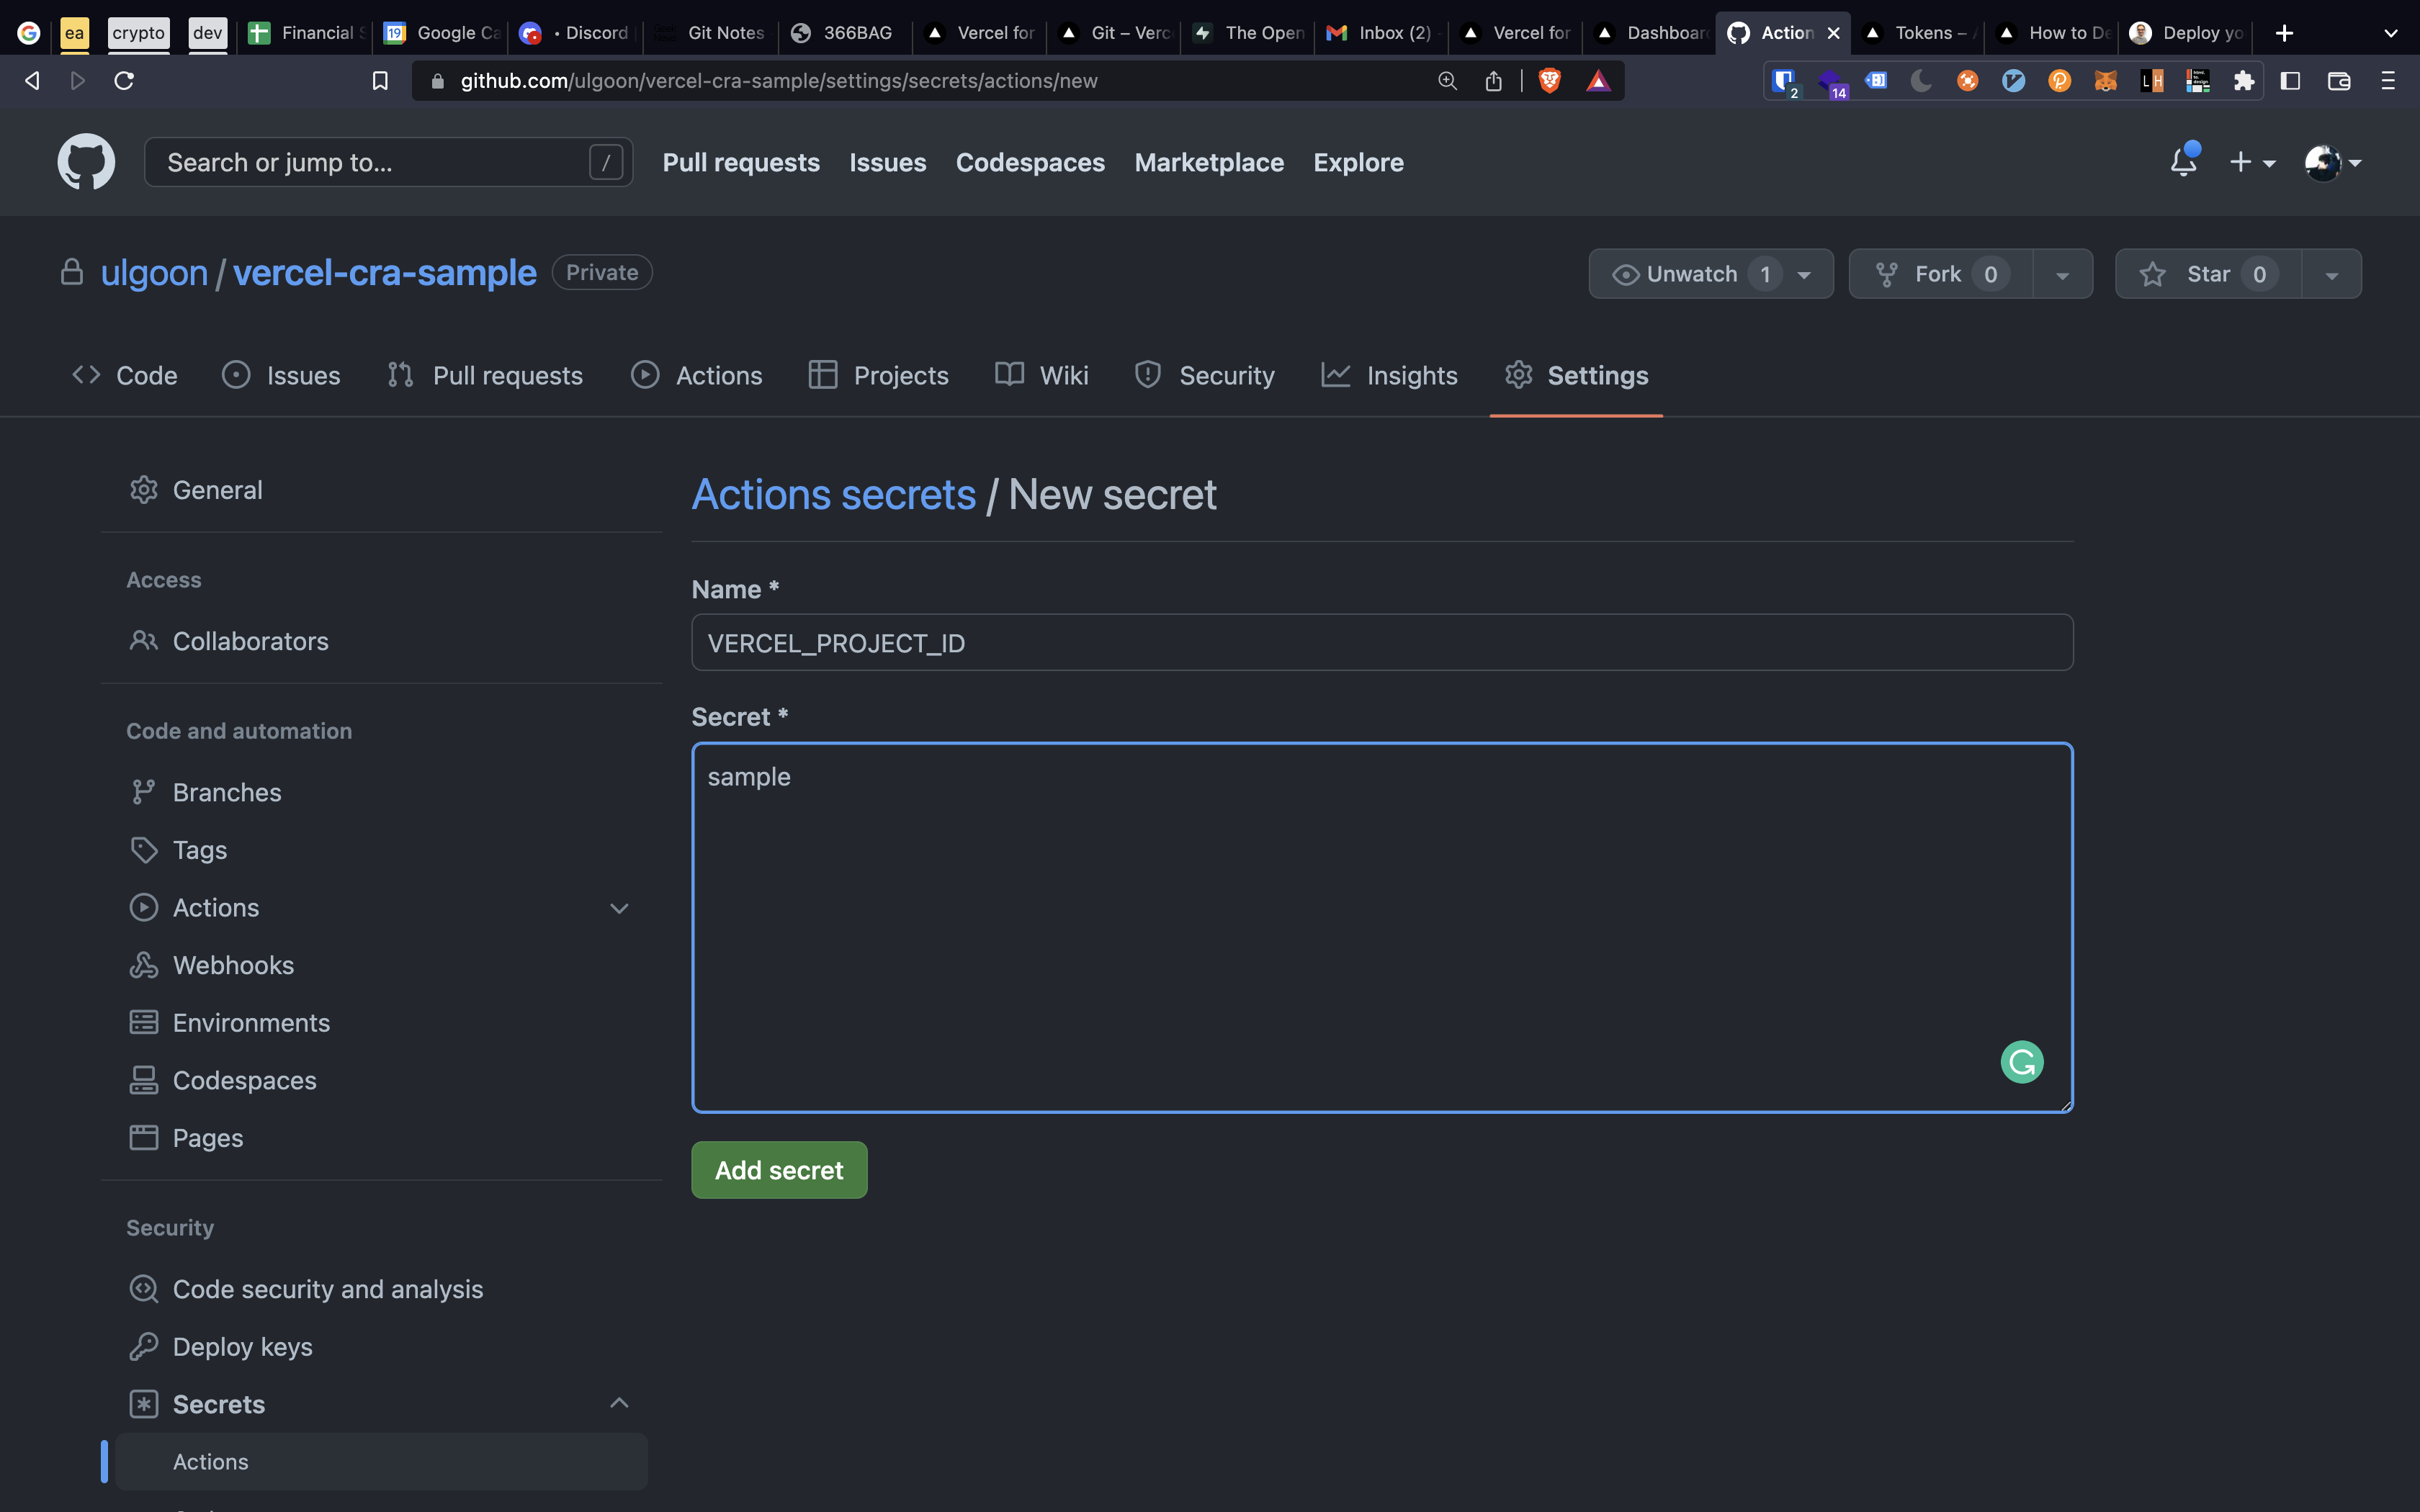 ea crypto dev Financial Google Ca • Discord Git Notes 366BAG Vercel for Git – Verc The Open Inbox (2) Vercel for Dashboar Action Tokens – How to De Deploy yo
github.com/ulgoon/vercel-cra-sample/settings/secrets/actions/new 2 14 LH
Search or jump to... / Pull requests Issues Codespaces Marketplace Explore
ulgoon / vercel-cra-sample Private Unwatch 1 Fork 0 Star 0
Code Issues Pull requests Actions Projects Wiki Security Insights Settings
General
Access
Collaborators
Code and automation
Branches
Tags
Actions
Webhooks
Environments
Codespaces
Pages
Security
Code security and analysis
Deploy keys
Secrets
Actions
Actions secrets / New secret
Name *
VERCEL_PROJECT_ID
Secret *
sample
Add secret